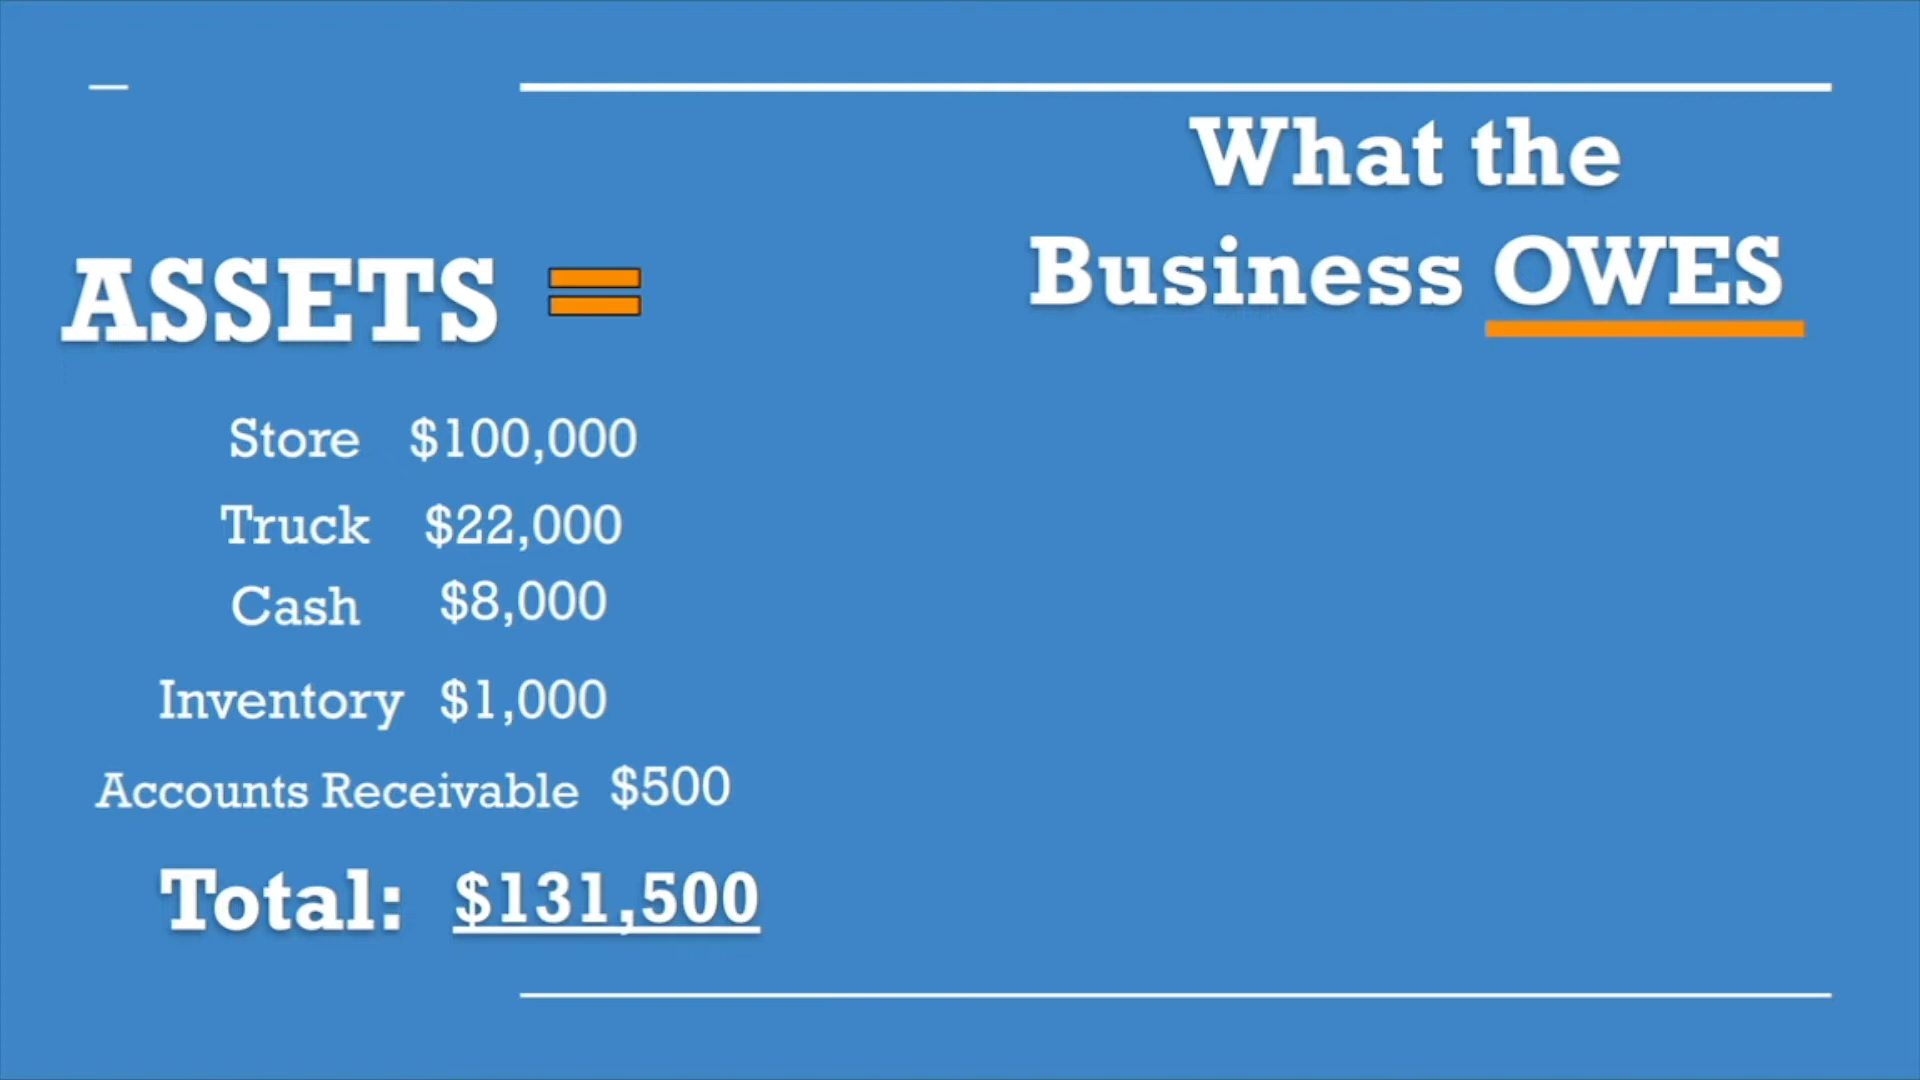 What the
Business OWES
ASSETS =
Store $100,000
Truck $22,000
Cash $8,000
Inventory $1,000
Accounts Receivable $500
Total: $131,500